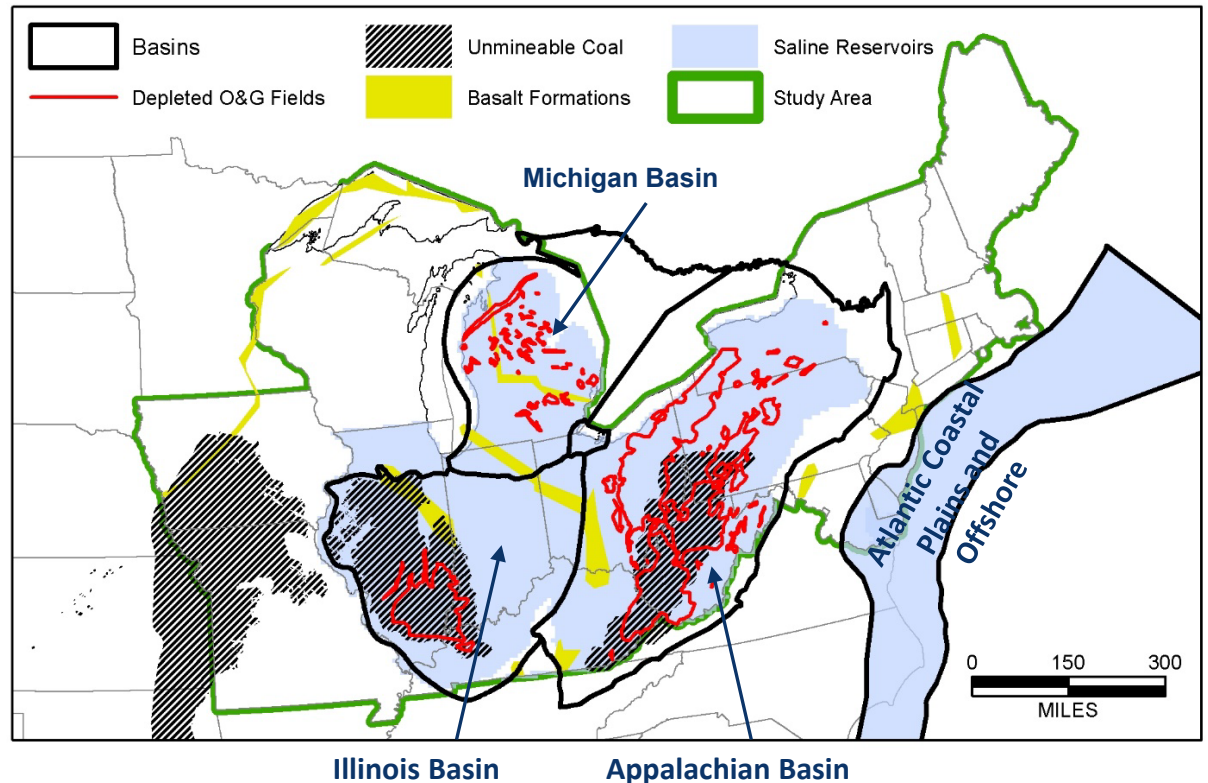 Basins
Unmineable Coal
Saline Reservoirs
Depleted O&G Fields
Basalt Formations
Study Area
Michigan Basin
Atlantic Coastal
Plains and
Offshore
0 150 300
MILES
Illinois Basin
Appalachian Basin